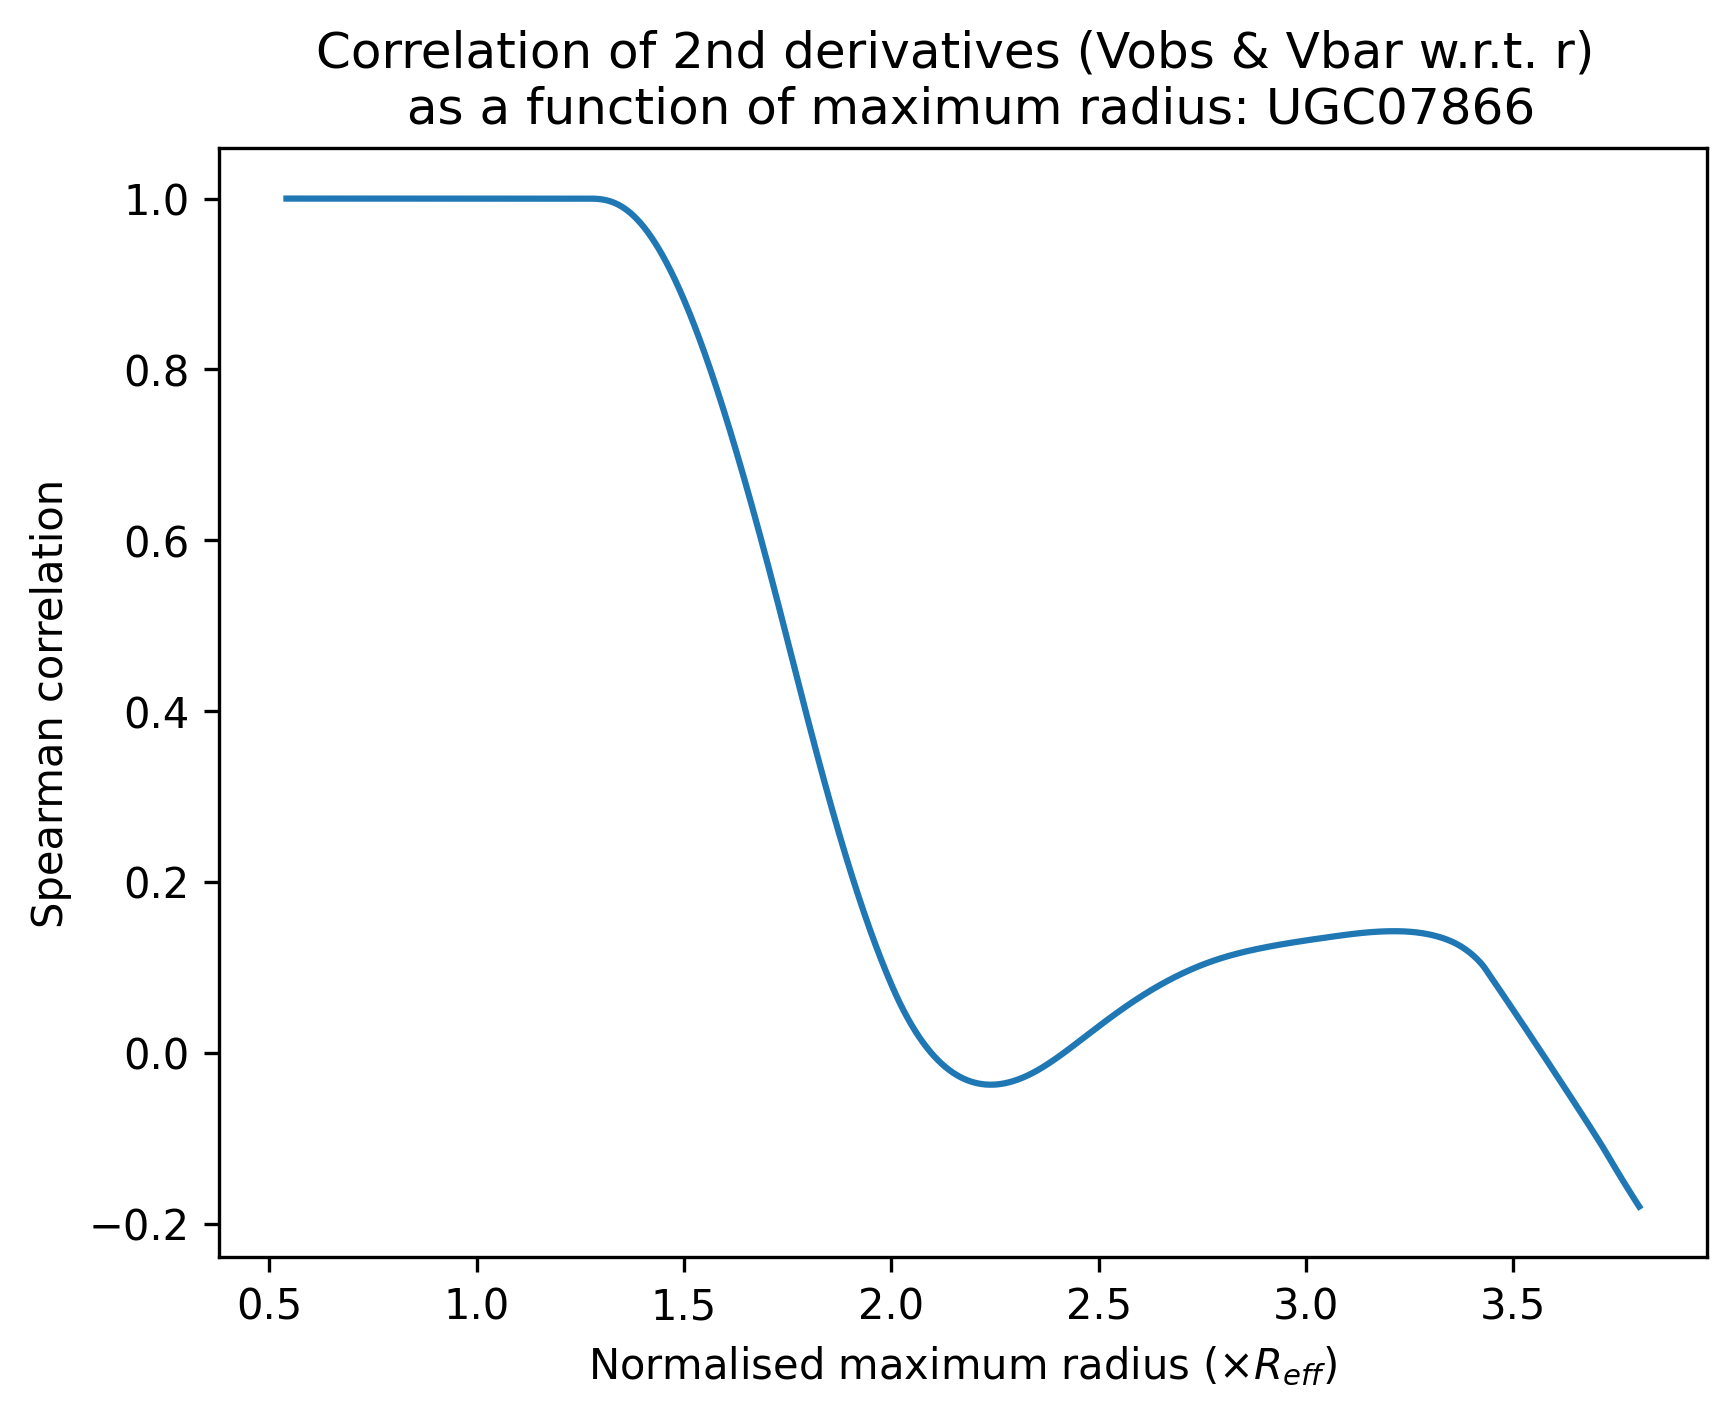 Correlation of 2nd derivatives (Vobs & Vbar w.r.t. r)
as a function of maximum radius: UGC07866
1.0
0.8
0.6
0.4
0.2
0.0
−0.2
Spearman correlation
0.5 1.0 1.5 2.0 2.5 3.0 3.5
Normalised maximum radius (×R_eff)